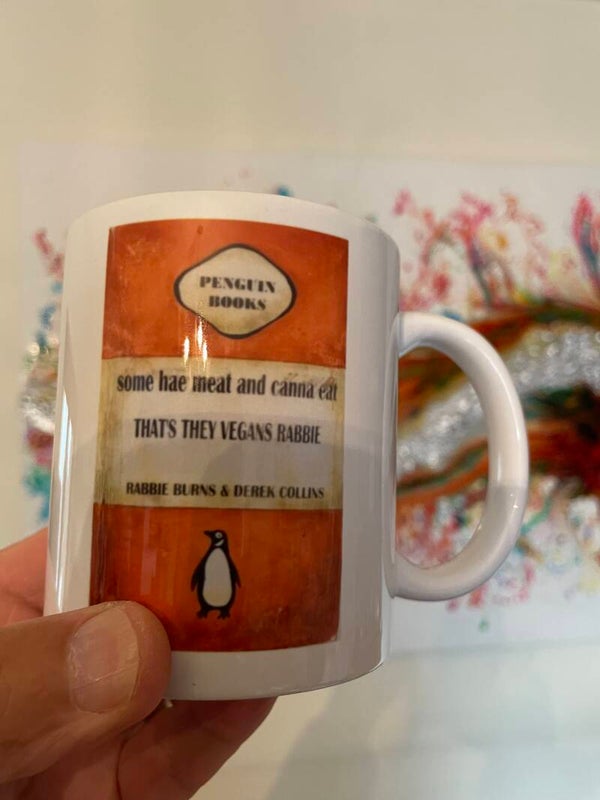 PENGUIN
BOOKS
some hae meat and canna eat
THAT'S THEY VEGANS RABBIE
RABBIE BURNS & DEREK COLLINS